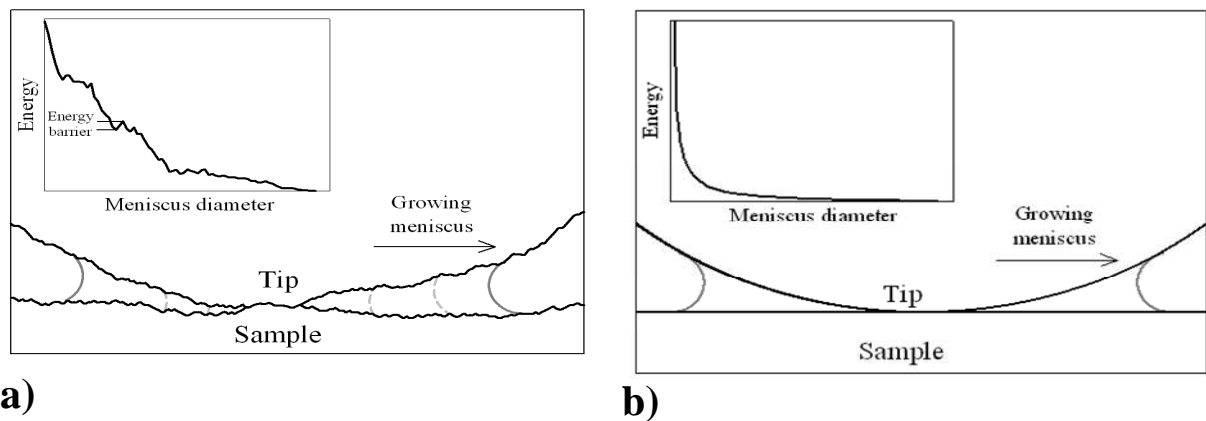 Energy
Energy
barrier
Meniscus diameter
Growing
meniscus
Tip
Sample
a)
Energy
Meniscus diameter
Growing
meniscus
Tip
Sample
b)